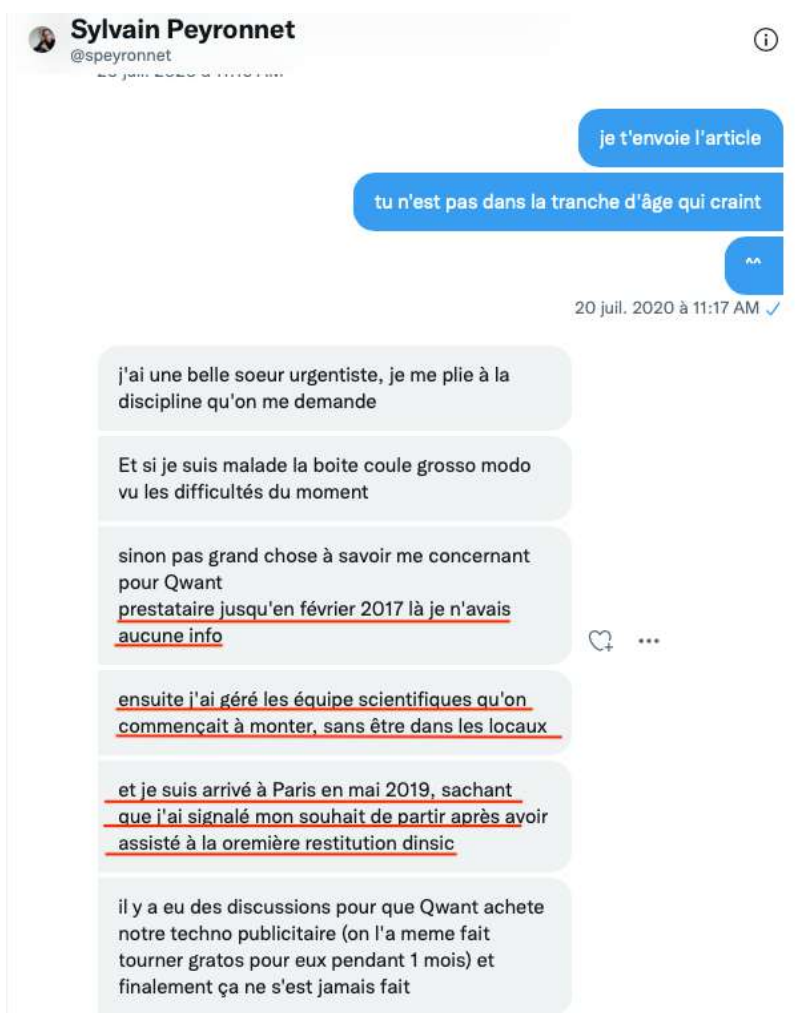 Sylvain Peyronnet
@speyronnet
je t'envoie l'article
tu n'est pas dans la tranche d'âge qui craint
^^
20 juil. 2020 à 11:17 AM
j'ai une belle soeur urgentiste, je me plie à la
discipline qu'on me demande
Et si je suis malade la boite coule grosso modo
vu les difficultés du moment
sinon pas grand chose à savoir me concernant
pour Qwant
prestataire jusqu'en février 2017 là je n'avais
aucune info
ensuite j'ai géré les équipe scientifiques qu'on
commençait à monter, sans être dans les locaux
et je suis arrivé à Paris en mai 2019, sachant
que j'ai signalé mon souhait de partir après avoir
assisté à la oremière restitution dinsic
il y a eu des discussions pour que Qwant achete
notre techno publicitaire (on l'a meme fait
tourner gratos pour eux pendant 1 mois) et
finalement ça ne s'est jamais fait